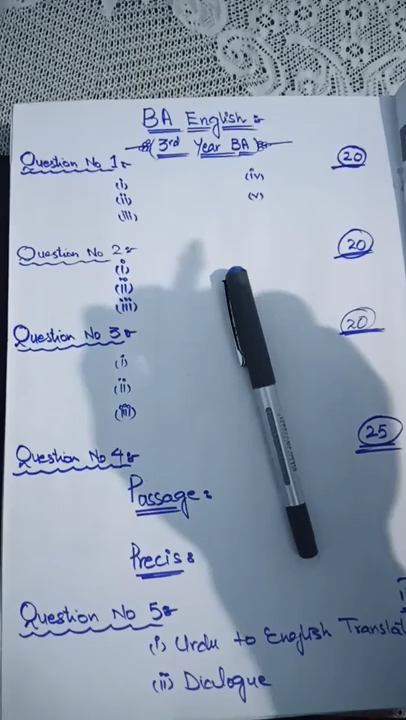 BA English :-
(3rd Year BA)
Question No 1:- (20)
(i) (iv)
(ii) (v)
(iii)
Question No 2:- (20)
(i)
(ii)
(iii)
Question No 3:- (20)
(i)
(ii)
(iii)
Question No 4:- (25)
Passage:
Precis:
Question No 5:-
(i) Urdu to English Translat
(ii) Dialogue